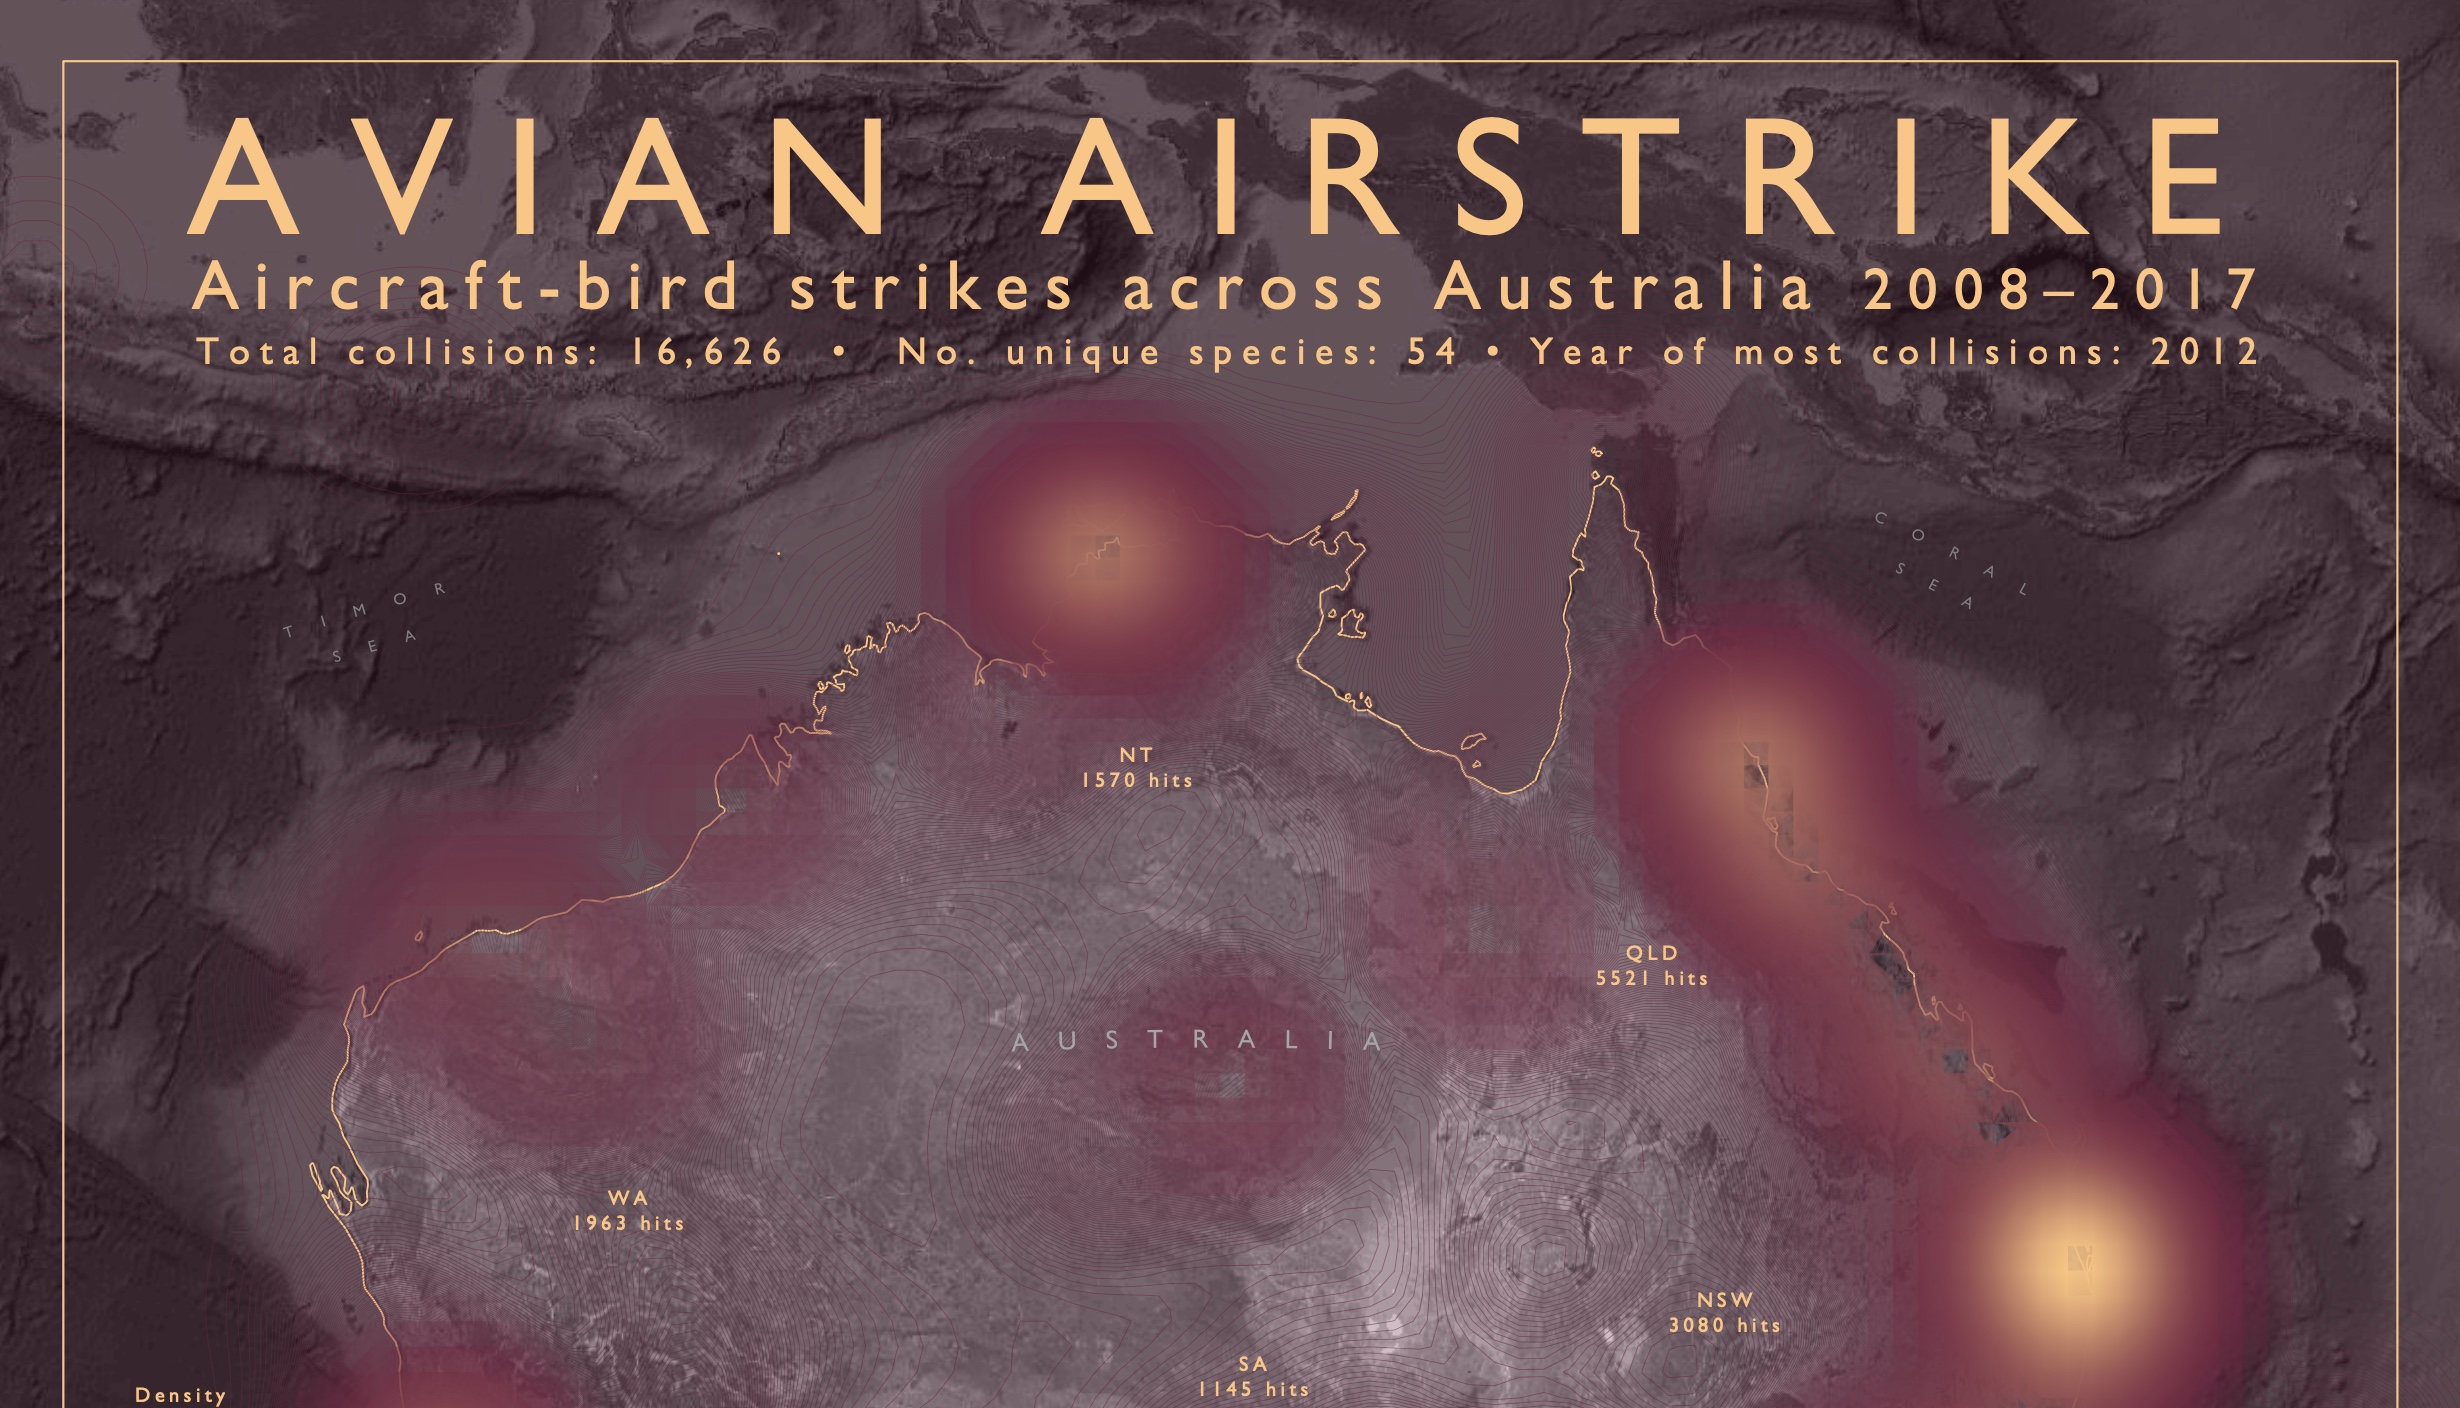 AVIAN AIRSTRIKE
Aircraft-bird strikes across Australia 2008–2017
Total collisions: 16,626 • No. unique species: 54 • Year of most collisions: 2012
CORAL
SEA
TIMOR
SEA
NT
1570 hits
QLD
5521 hits
AUSTRALIA
WA
1963 hits
NSW
3080 hits
SA
1145 hits
Density